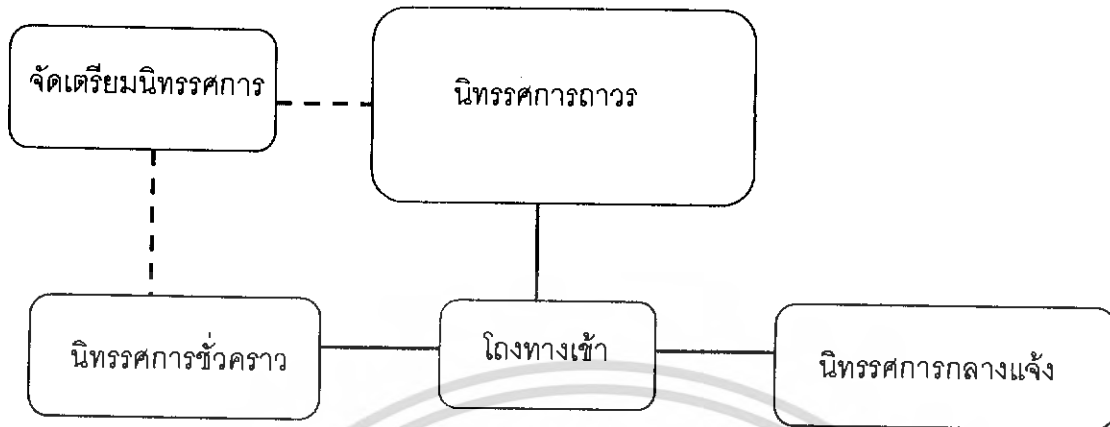 จัดเตรียมนิทรรศการ
นิทรรศการถาวร
นิทรรศการชั่วคราว
โถงทางเข้า
นิทรรศการกลางแจ้ง